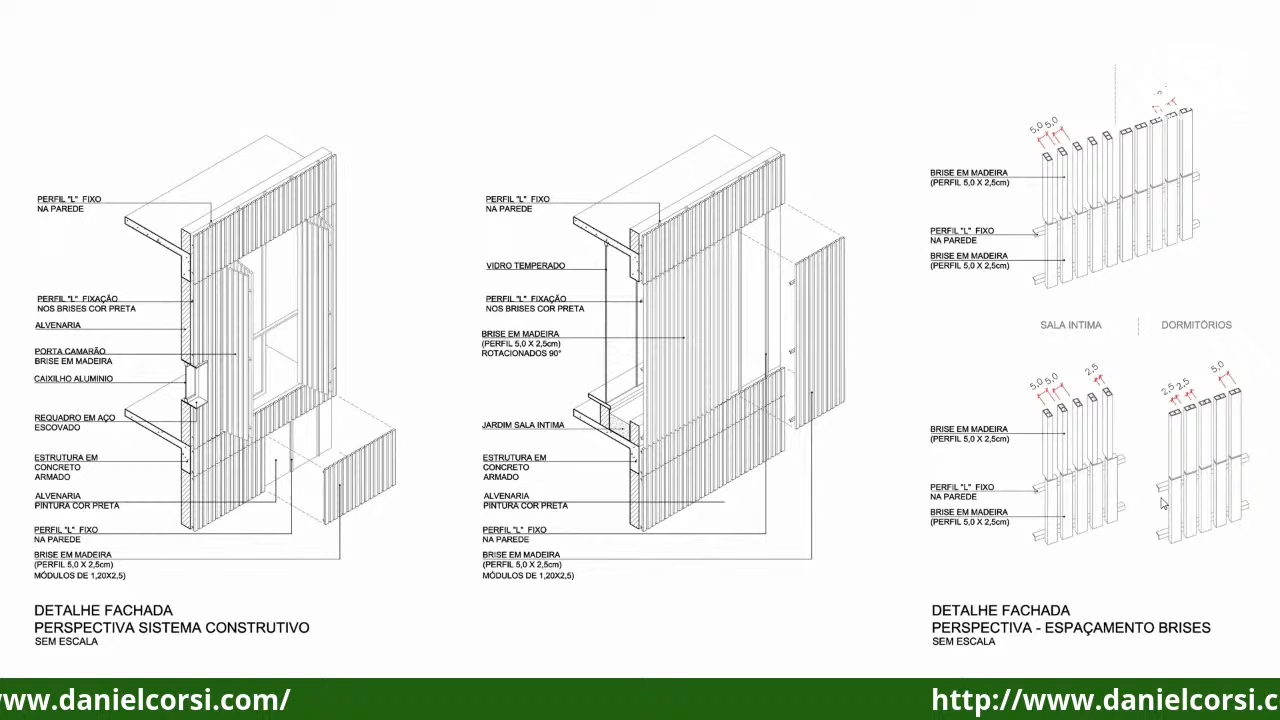 PERFIL "L" FIXO
NA PAREDE
PERFIL "L" FIXAÇÃO
NOS BRISES COR PRETA
ALVENARIA
PORTA CAMARÃO
BRISE EM MADEIRA
CAIXILHO ALUMINIO
REQUADRO EM AÇO
ESCOVADO
ESTRUTURA EM
CONCRETO
ARMADO
ALVENARIA
PINTURA COR PRETA
PERFIL "L" FIXO
NA PAREDE
BRISE EM MADEIRA
(PERFIL 5,0 X 2,5cm)
MÓDULOS DE 1,20X2,5)
DETALHE FACHADA
PERSPECTIVA SISTEMA CONSTRUTIVO
SEM ESCALA
PERFIL "L" FIXO
NA PAREDE
VIDRO TEMPERADO
PERFIL "L" FIXAÇÃO
NOS BRISES COR PRETA
BRISE EM MADEIRA
(PERFIL 5,0 X 2,5cm)
ROTACIONADOS 90°
JARDIM SALA INTIMA
ESTRUTURA EM
CONCRETO
ARMADO
ALVENARIA
PINTURA COR PRETA
PERFIL "L" FIXO
NA PAREDE
BRISE EM MADEIRA
(PERFIL 5,0 X 2,5cm)
MÓDULOS DE 1,20X2,5)
5,0 5,0
BRISE EM MADEIRA
(PERFIL 5,0 X 2,5cm)
PERFIL "L" FIXO
NA PAREDE
BRISE EM MADEIRA
(PERFIL 5,0 X 2,5cm)
SALA INTIMA
DORMITÓRIOS
5,0 5,0 2,5
2,5 2,5 5,0
BRISE EM MADEIRA
(PERFIL 5,0 X 2,5cm)
PERFIL "L" FIXO
NA PAREDE
BRISE EM MADEIRA
(PERFIL 5,0 X 2,5cm)
DETALHE FACHADA
PERSPECTIVA - ESPAÇAMENTO BRISES
SEM ESCALA
www.danielcorsi.com/
http://www.danielcorsi.c